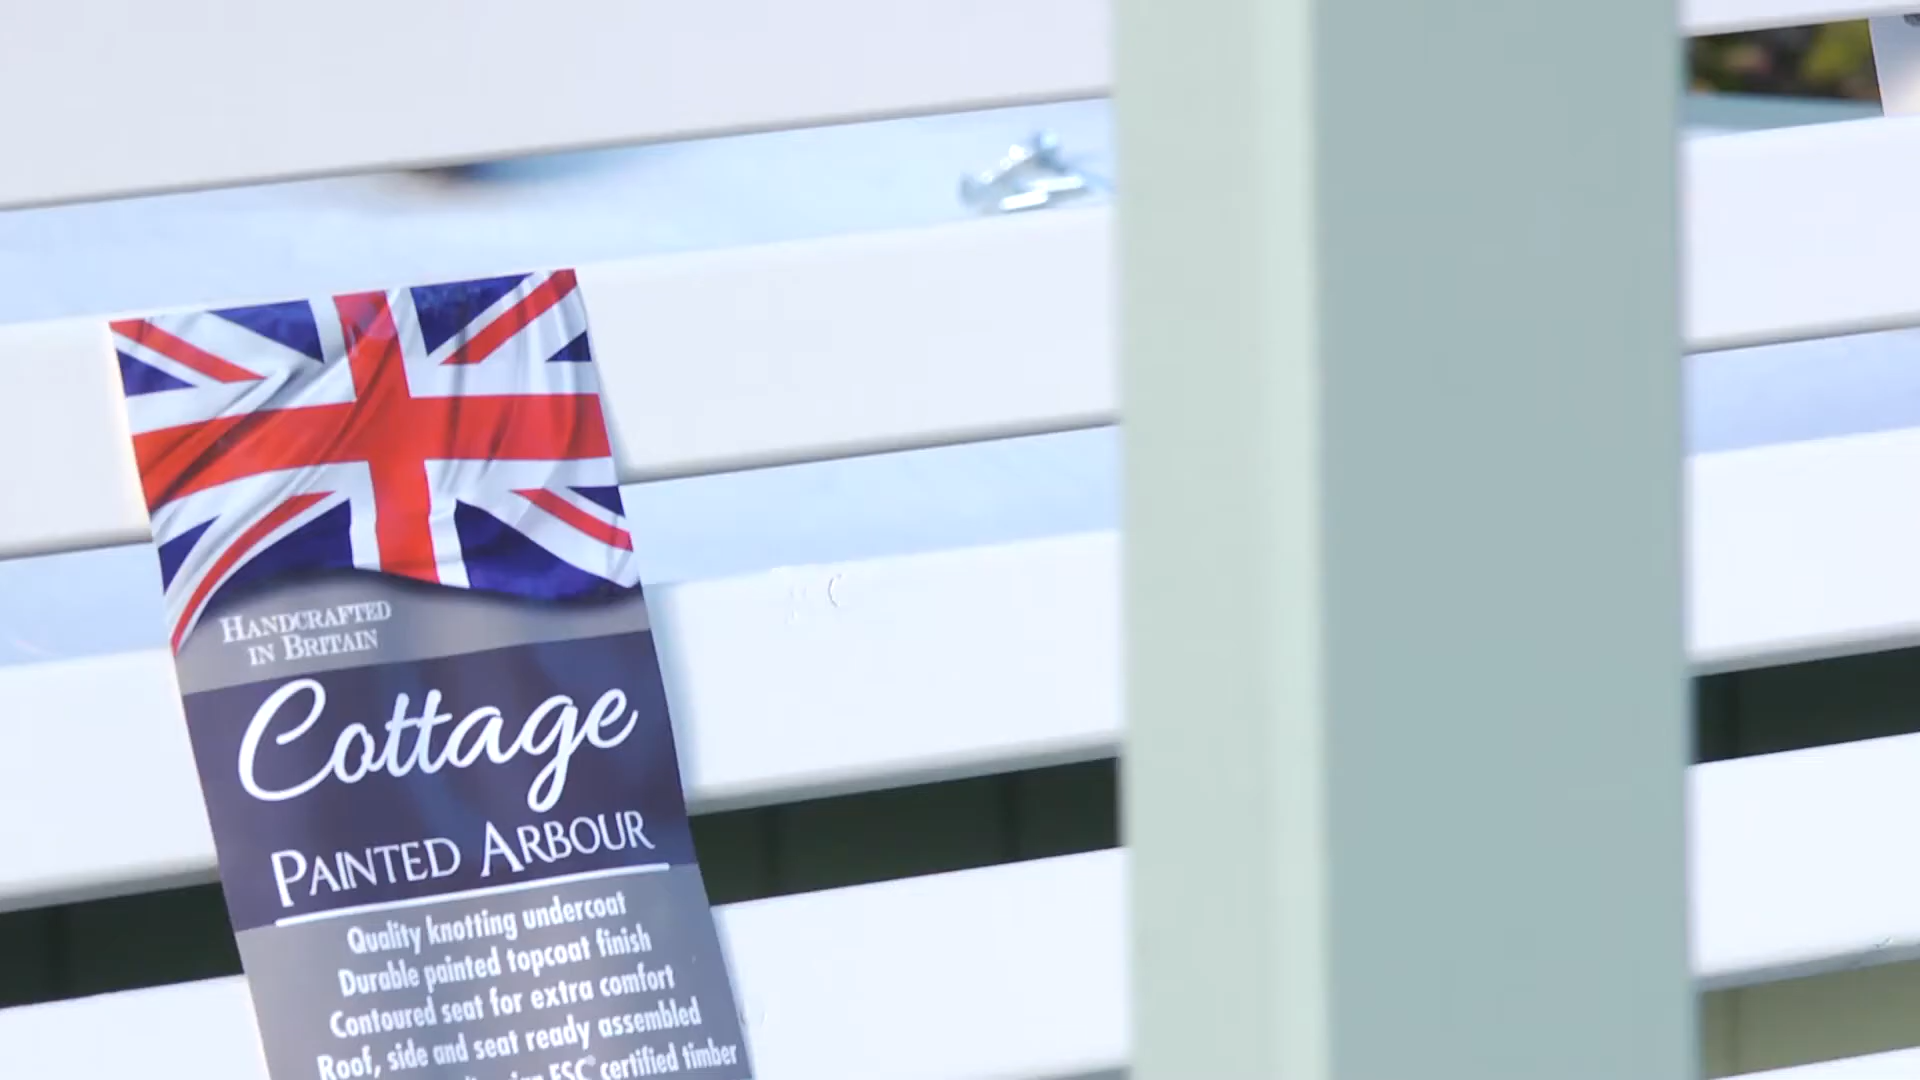 HANDCRAFTED
IN BRITAIN
Cottage
PAINTED ARBOUR
Quality knotting undercoat
Durable painted topcoat finish
Contoured seat for extra comfort
Roof, side and seat ready assembled
FSC certified timber